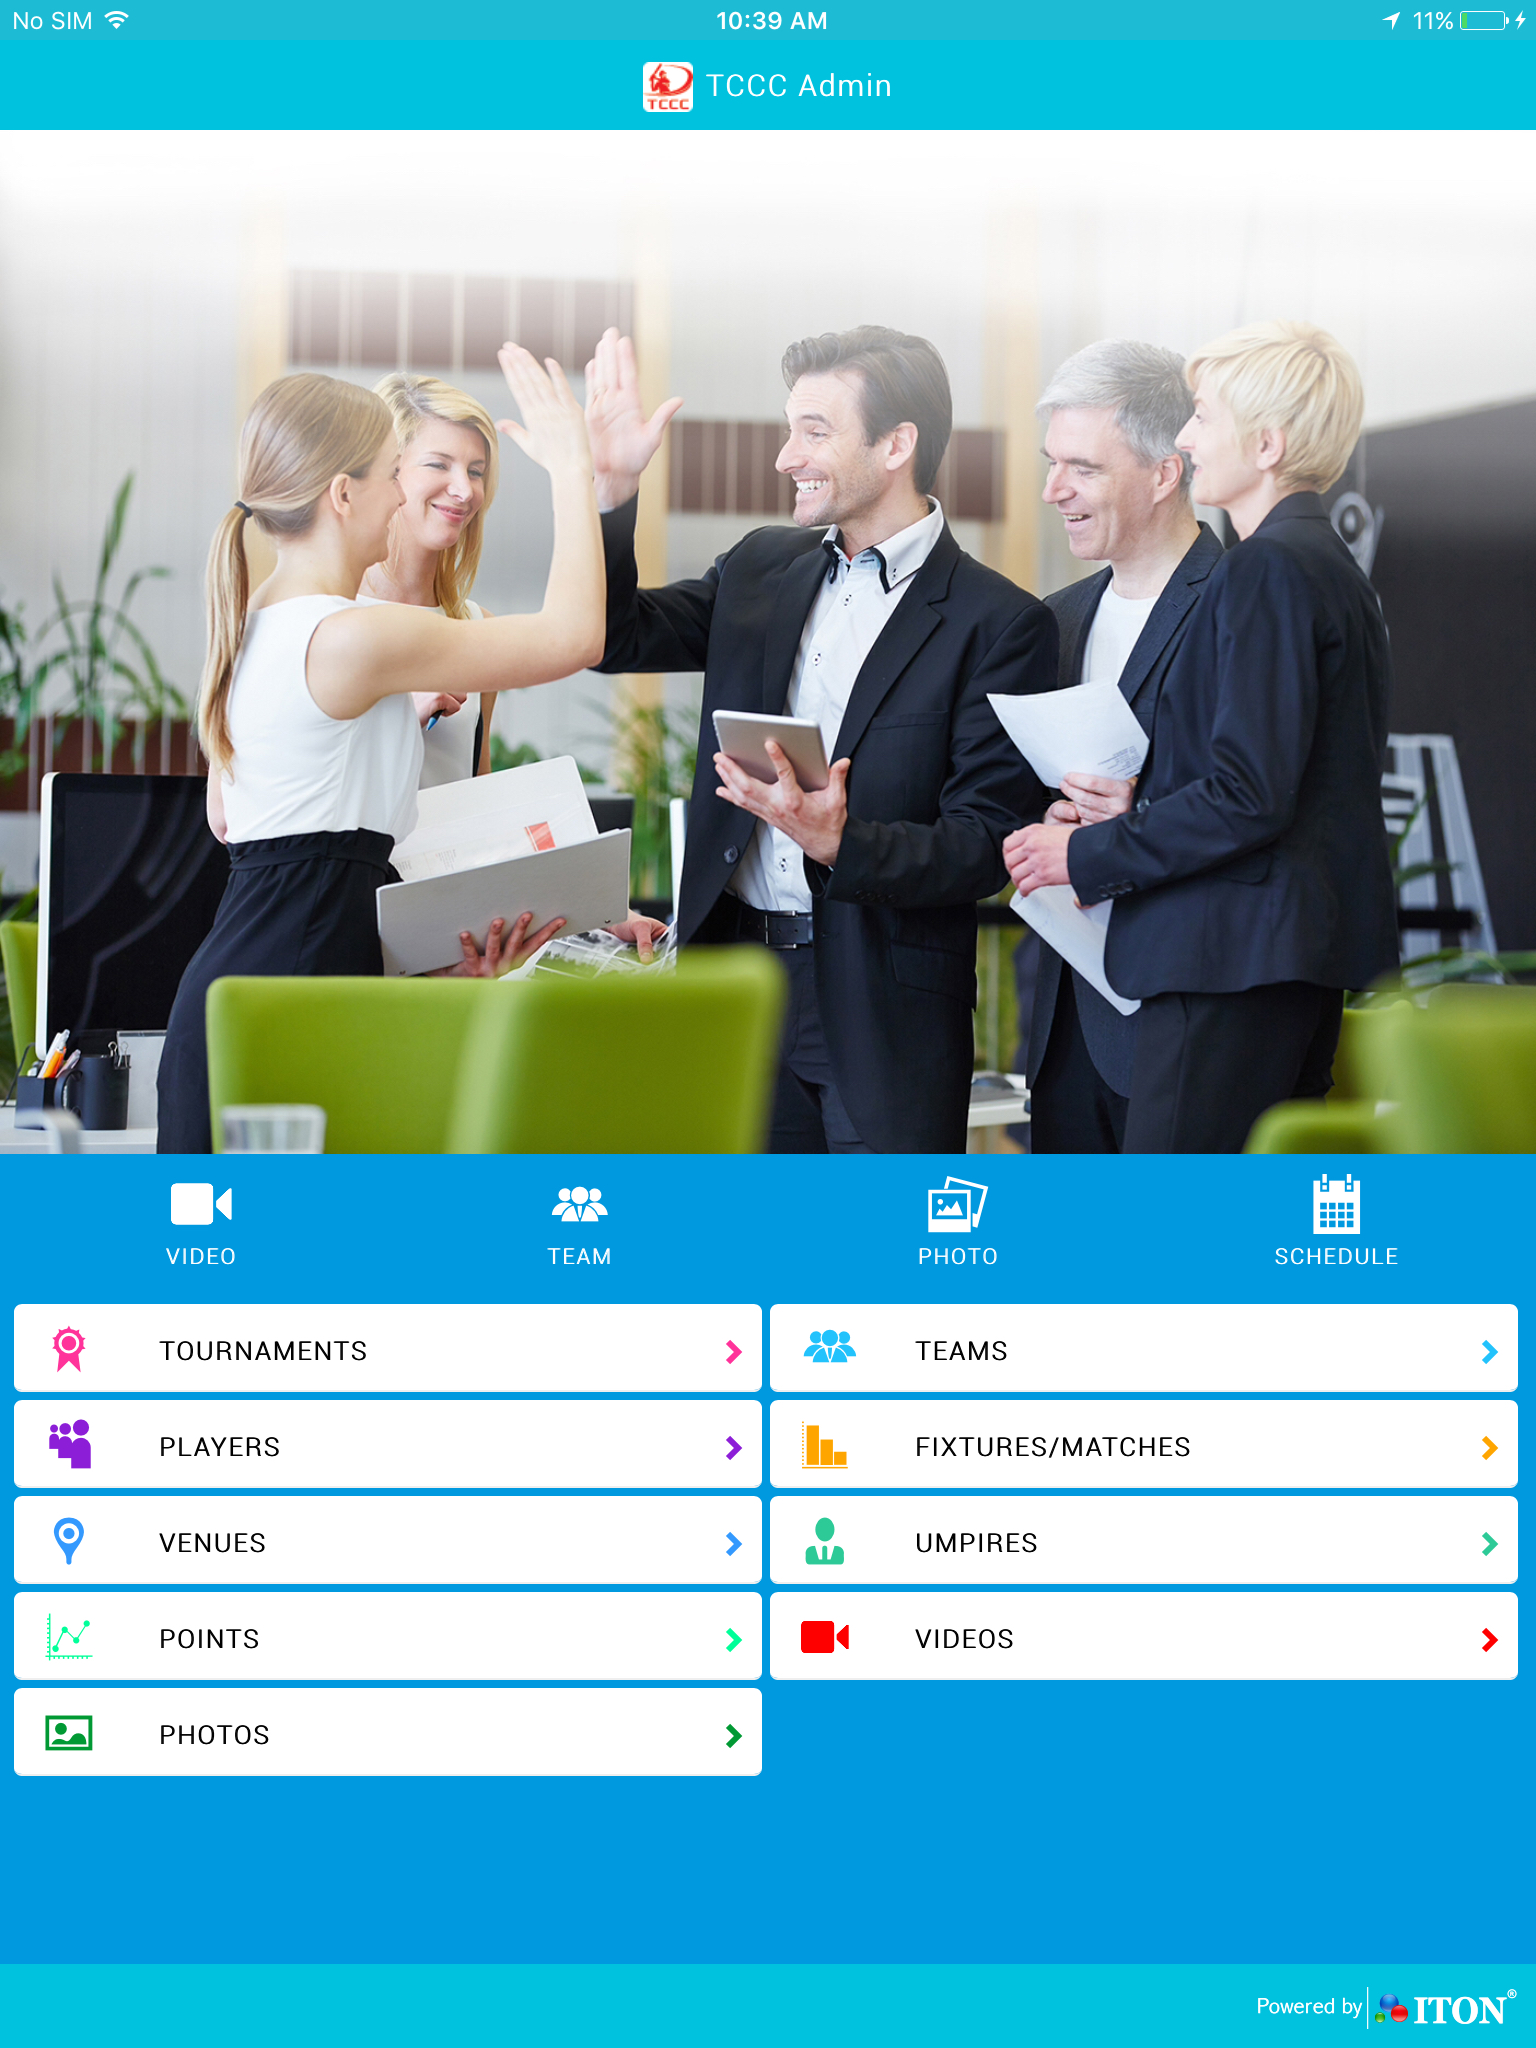 No SIM
10:39 AM
11%
TCCC
TCCC Admin
VIDEO
TEAM
PHOTO
SCHEDULE
TOURNAMENTS
TEAMS
PLAYERS
FIXTURES/MATCHES
VENUES
UMPIRES
POINTS
VIDEOS
PHOTOS
Powered by
ITON®